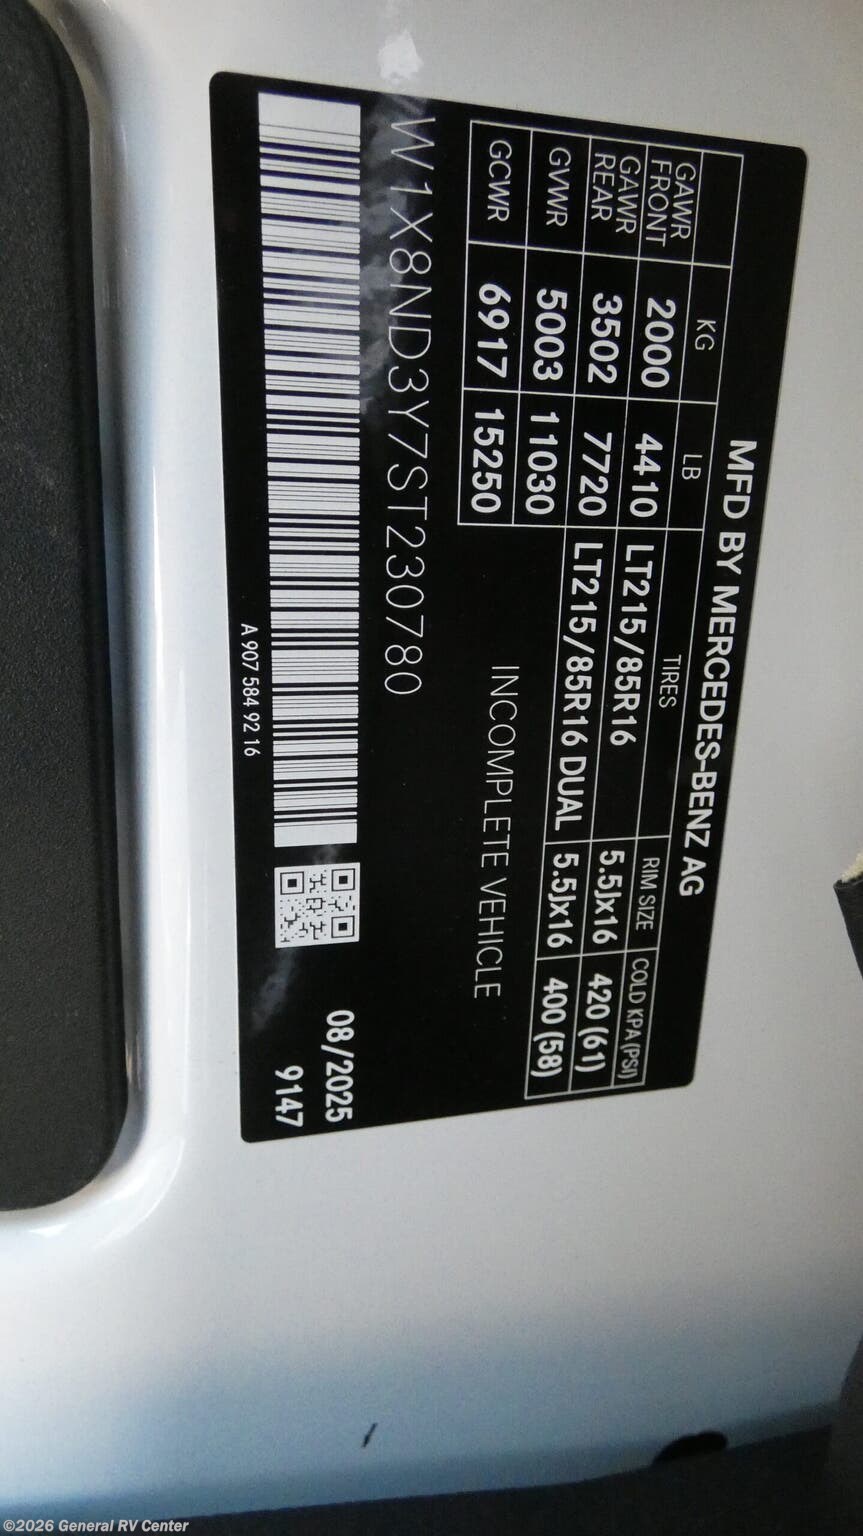 MFD BY MERCEDES-BENZ AG
KG LB TIRES RIM SIZE COLD KPA (PSI)
GAWR FRONT 2000 4410 LT215/85R16 5.5Jx16 420 (61)
GAWR REAR 3502 7720 LT215/85R16 DUAL 5.5Jx16 400 (58)
GVWR 5003 11030
GCWR 6917 15250
INCOMPLETE VEHICLE
W1X8ND3Y7ST230780
08/2025
9147
A 907 584 92 16
©2026 General RV Center